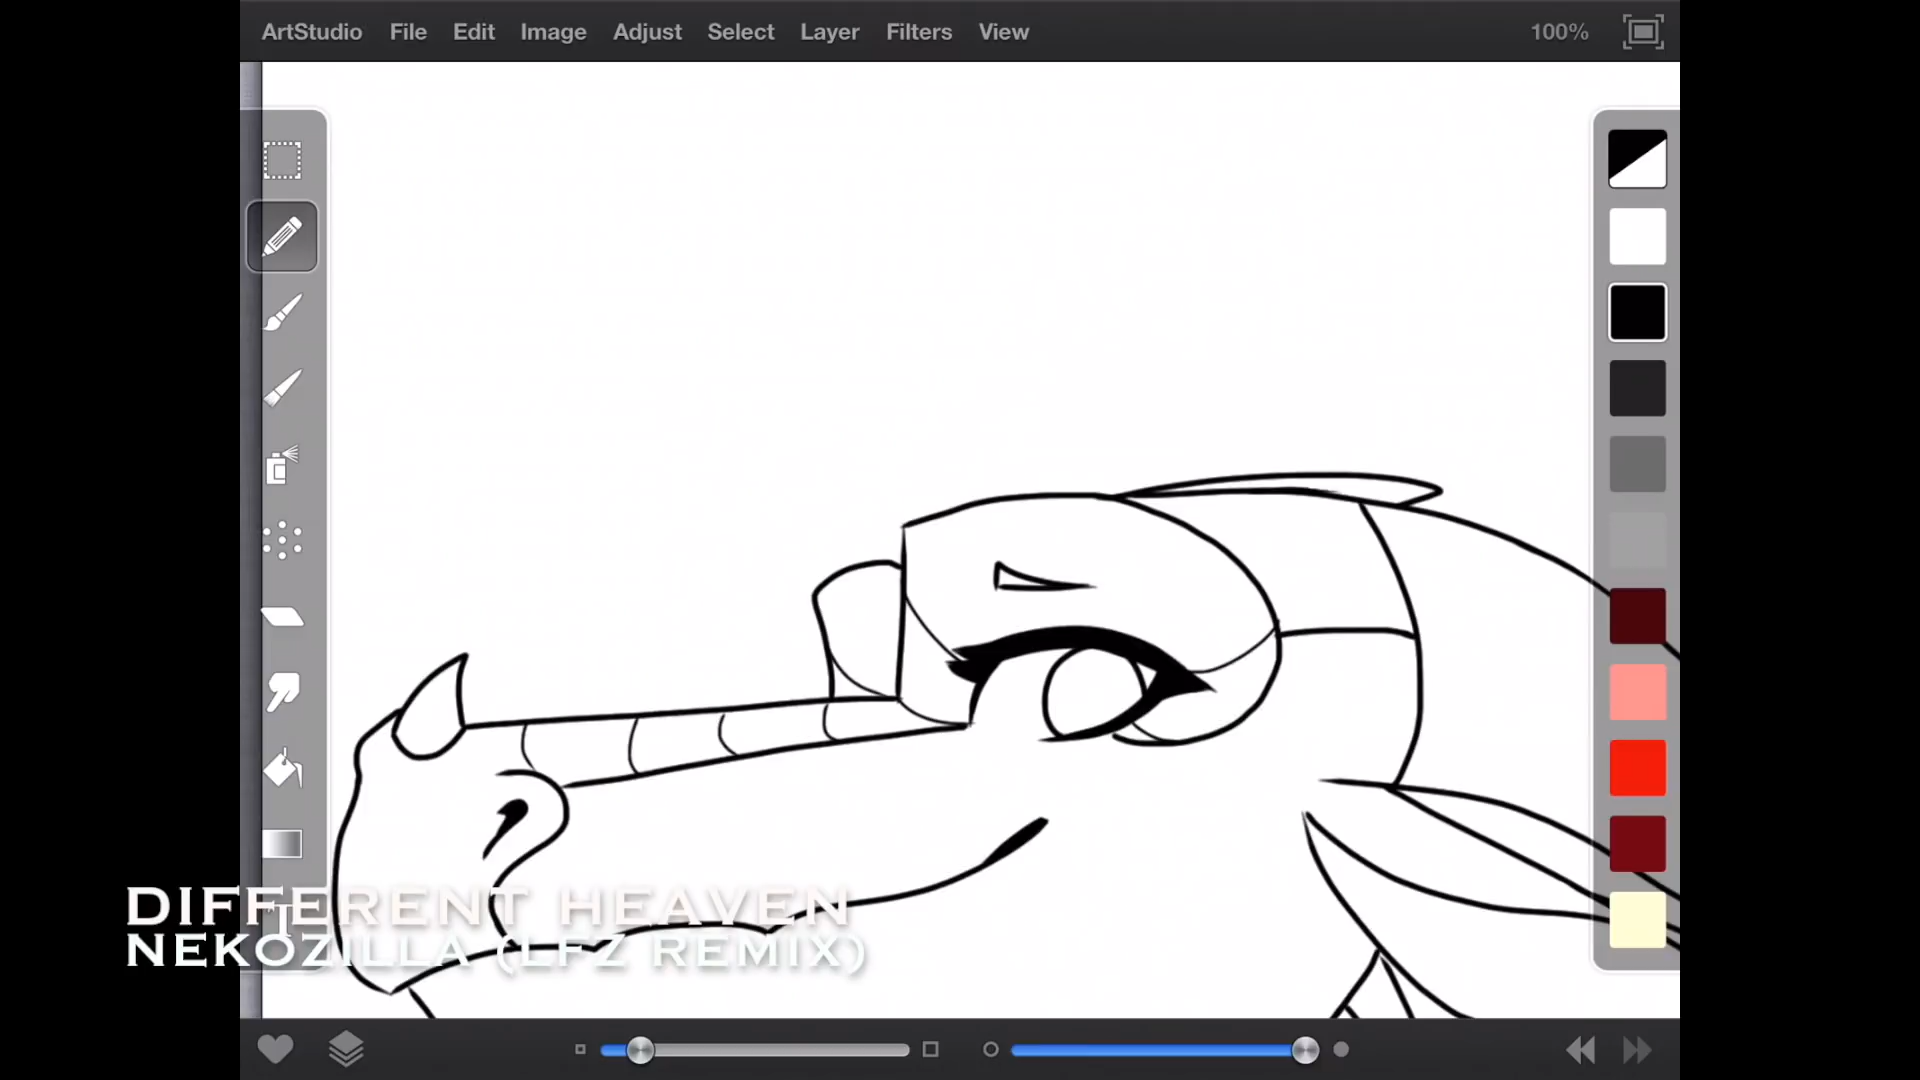 ArtStudio File Edit Image Adjust Select Layer Filters View 100%
DIFFERENT HEAVEN
NEKOZILLA (LFZ REMIX)